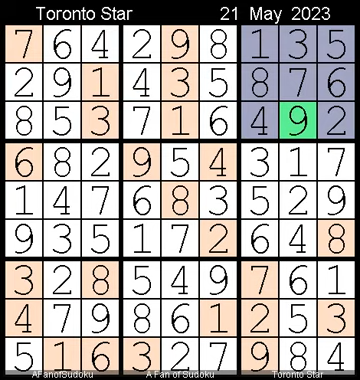 Toronto Star 21 May 2023
7 6 4 2 9 8 1 3 5
2 9 1 4 3 5 8 7 6
8 5 3 7 1 6 4 9 2
6 8 2 9 5 4 3 1 7
1 4 7 6 8 3 5 2 9
9 3 5 1 7 2 6 4 8
3 2 8 5 4 9 7 6 1
4 7 9 8 6 1 2 5 3
5 1 6 3 2 7 9 8 4
AFanofSudoku A Fan of Sudoku Toronto Star